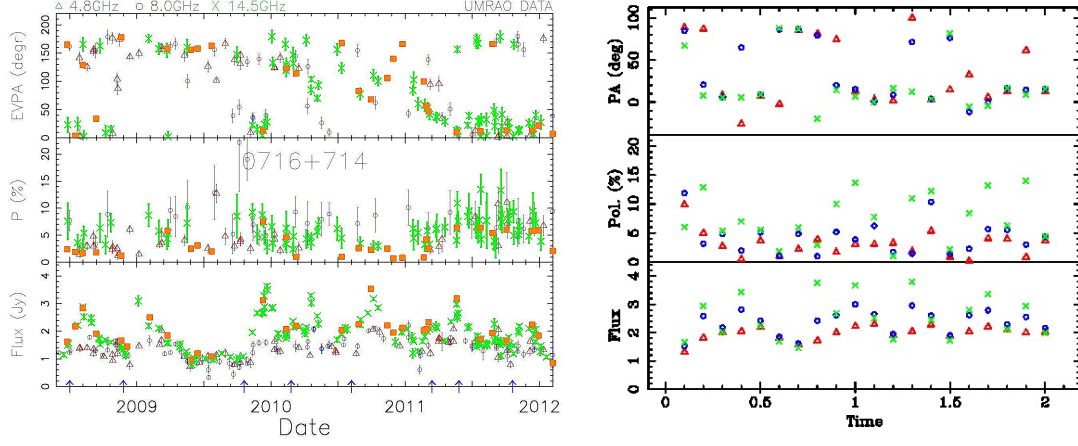 △ 4.8GHz ○ 8.0GHz × 14.5GHz UMRAO DATA
EVPA (degr)
0 50 100 150 200
P (%)
0 5 10 15 20
0716+714
Flux (Jy)
0 1 2 3 4
2009 2010 2011 2012
Date
PA (deg)
0 100
Pol. (%)
0 5 10 15 20
Flux
0 1 2 3 4
0 0.5 1 1.5 2
Time